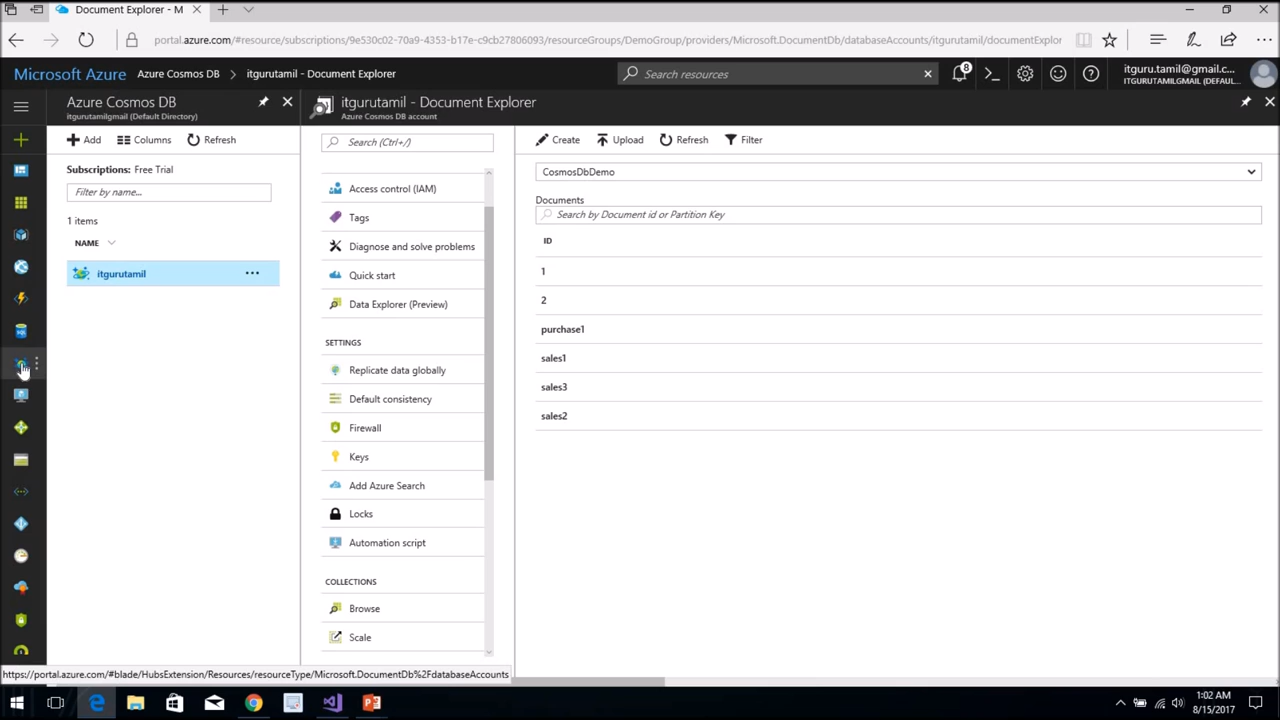 Document Explorer - M
portal.azure.com/#resource/subscriptions/9e530c02-70a9-4353-b17e-c9cb27806093/resourceGroups/DemoGroup/providers/Microsoft.DocumentDb/databaseAccounts/itgurutamil/documentExplor
Microsoft Azure Azure Cosmos DB > itgurutamil - Document Explorer
Search resources
8
itguru.tamil@gmail.c...
ITGURUTAMILGMAIL (DEFAUL...
Azure Cosmos DB
itgurutamilgmail (Default Directory)
Add Columns Refresh
Subscriptions: Free Trial
Filter by name...
1 items
NAME
itgurutamil
itgurutamil - Document Explorer
Azure Cosmos DB account
Search (Ctrl+/)
Access control (IAM)
Tags
Diagnose and solve problems
Quick start
Data Explorer (Preview)
SETTINGS
Replicate data globally
Default consistency
Firewall
Keys
Add Azure Search
Locks
Automation script
COLLECTIONS
Browse
Scale
Create Upload Refresh Filter
CosmosDbDemo
Documents
Search by Document id or Partition Key
ID
1
2
purchase1
sales1
sales3
sales2
https://portal.azure.com/#blade/HubsExtension/Resources/resourceType/Microsoft.DocumentDb%2FdatabaseAccounts
1:02 AM
8/15/2017